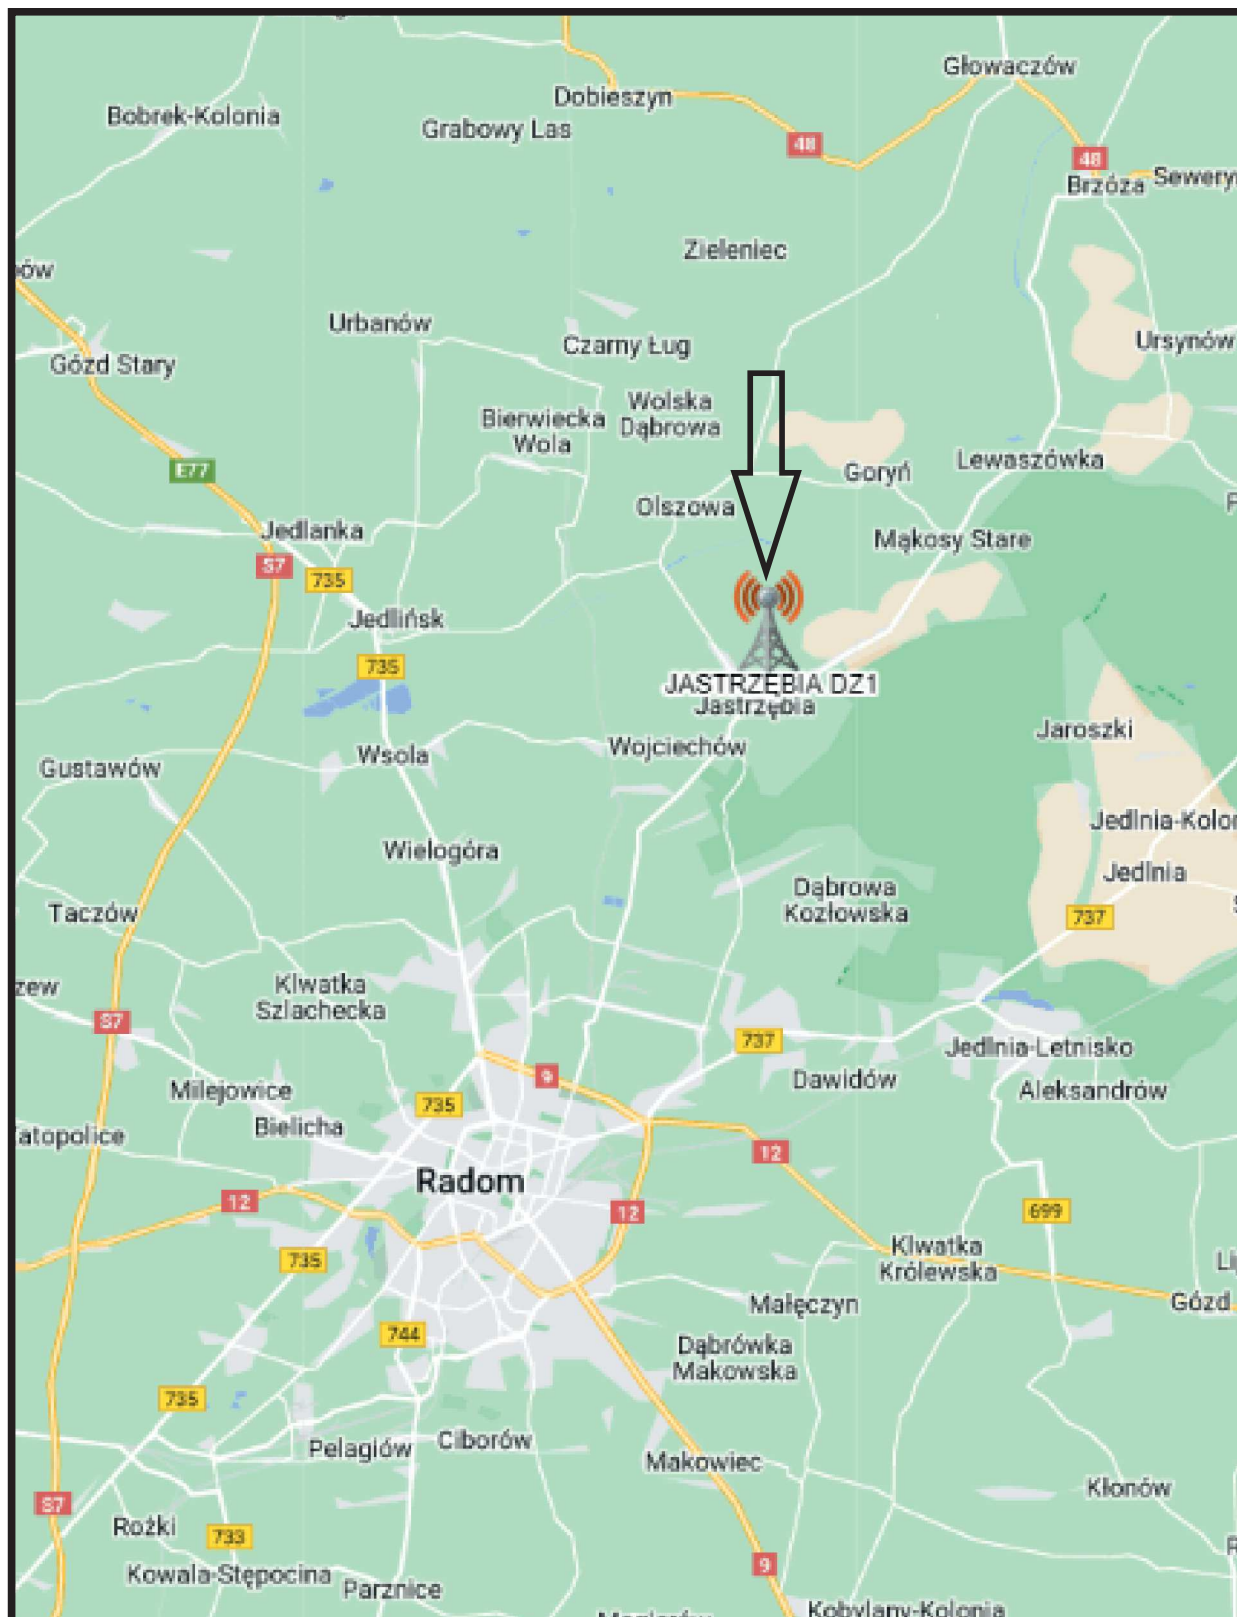 Głowaczów
Dobieszyn
Bobrek-Kolonia
Grabowy Las
48
48
Brzóza
Zieleniec
Urbanów
Czarny Ług
Ursynów
Gózd Stary
Wolska
Dąbrowa
Bierwiecka
Wola
E77
Goryń
Lewaszówka
Olszowa
Jedlanka
Mąkosy Stare
S7
735
Jedlińsk
735
JASTRZĘBIA DZ1
Jastrzębia
Jaroszki
Wsola
Wojciechów
Gustawów
Wielogóra
Jedlnia
Dąbrowa
Kozłowska
Taczów
737
Klwatka
Szlachecka
S7
737
Jedlnia-Letnisko
9
Dawidów
Milejowice
735
Aleksandrów
Bielicha
12
Radom
12
12
699
Klwatka
Królewska
735
Małęczyn
Gózd
744
Dąbrówka
Makowska
735
Pelagiów
Ciborów
Makowiec
Kłonów
S7
Rożki
733
9
Kowala-Stępocina
Parznice
Kobylany-Kolonia